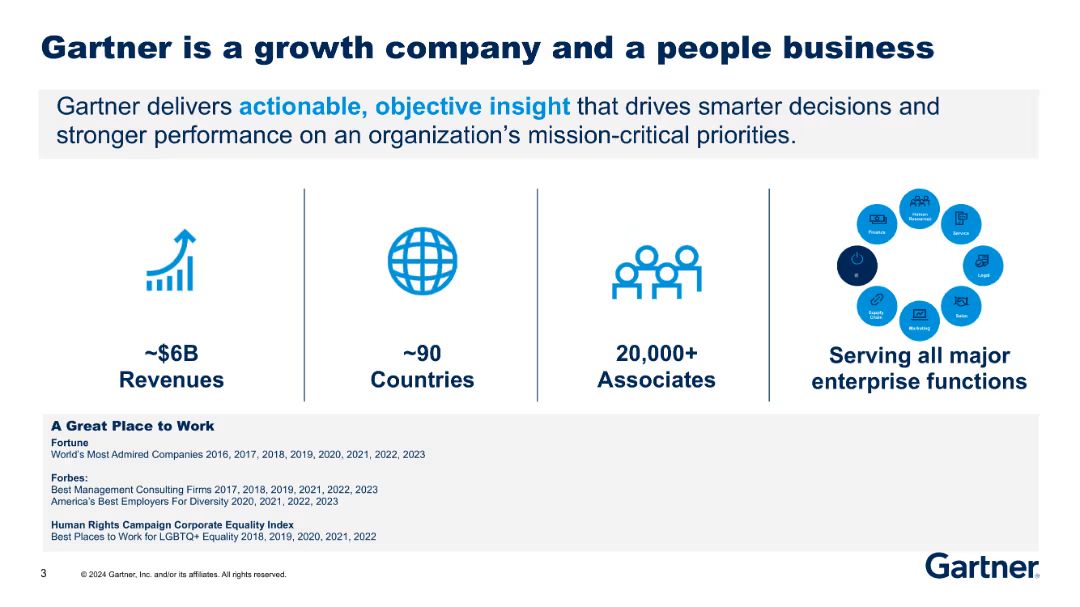 Gartner is a growth company and a people business
Gartner delivers actionable, objective insight that drives smarter decisions and
stronger performance on an organization's mission-critical priorities.
~$6B
Revenues
~90
Countries
20,000+
Associates
Human
Resources
Finance
Service
IT
Legal
Supply
Chain
Sales
Marketing
Serving all major
enterprise functions
A Great Place to Work
Fortune
World's Most Admired Companies 2016, 2017, 2018, 2019, 2020, 2021, 2022, 2023
Forbes:
Best Management Consulting Firms 2017, 2018, 2019, 2021, 2022, 2023
America's Best Employers For Diversity 2020, 2021, 2022, 2023
Human Rights Campaign Corporate Equality Index
Best Places to Work for LGBTQ+ Equality 2018, 2019, 2020, 2021, 2022
3
© 2024 Gartner, Inc. and/or its affiliates. All rights reserved.
Gartner®